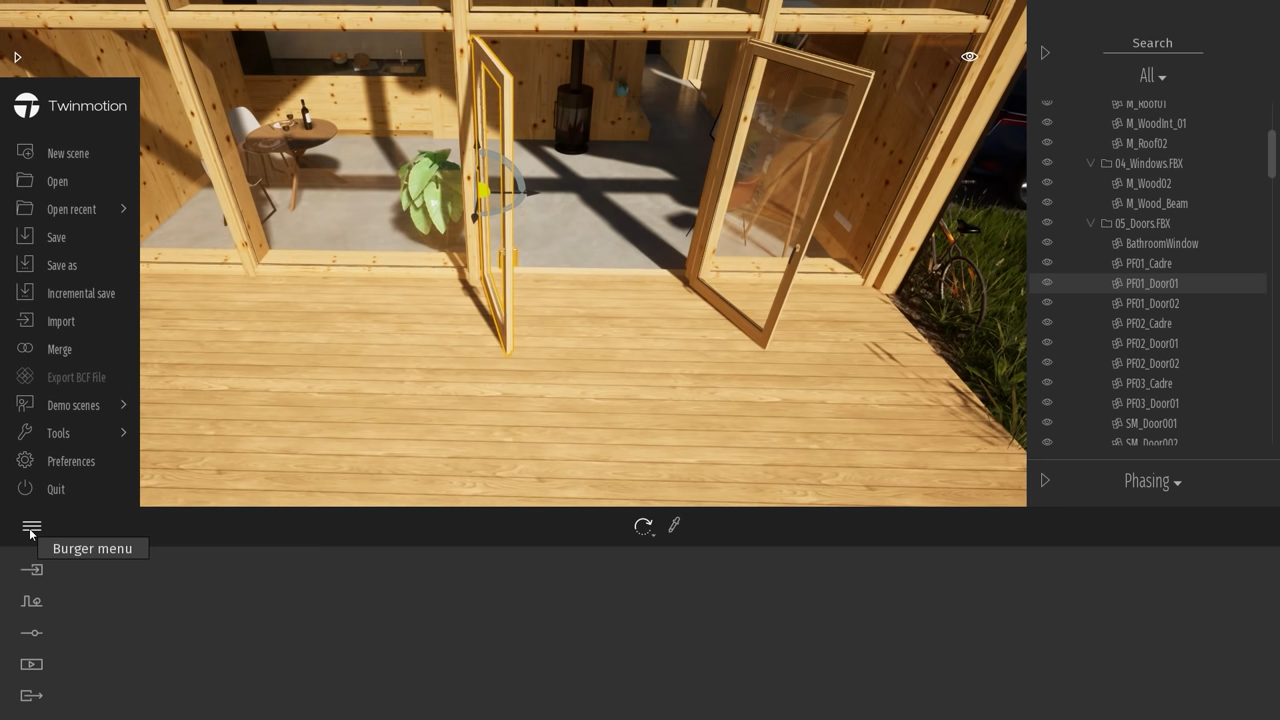 Twinmotion
New scene
Open
Open recent
Save
Save as
Incremental save
Import
Merge
Export BCF File
Demo scenes
Tools
Preferences
Quit
Burger menu
Search
All
M_Roof01
M_WoodInt_01
M_Roof02
04_Windows.FBX
M_Wood02
M_Wood_Beam
05_Doors.FBX
BathroomWindow
PF01_Cadre
PF01_Door01
PF01_Door02
PF02_Cadre
PF02_Door01
PF02_Door02
PF03_Cadre
PF03_Door01
SM_Door001
SM_Door002
Phasing